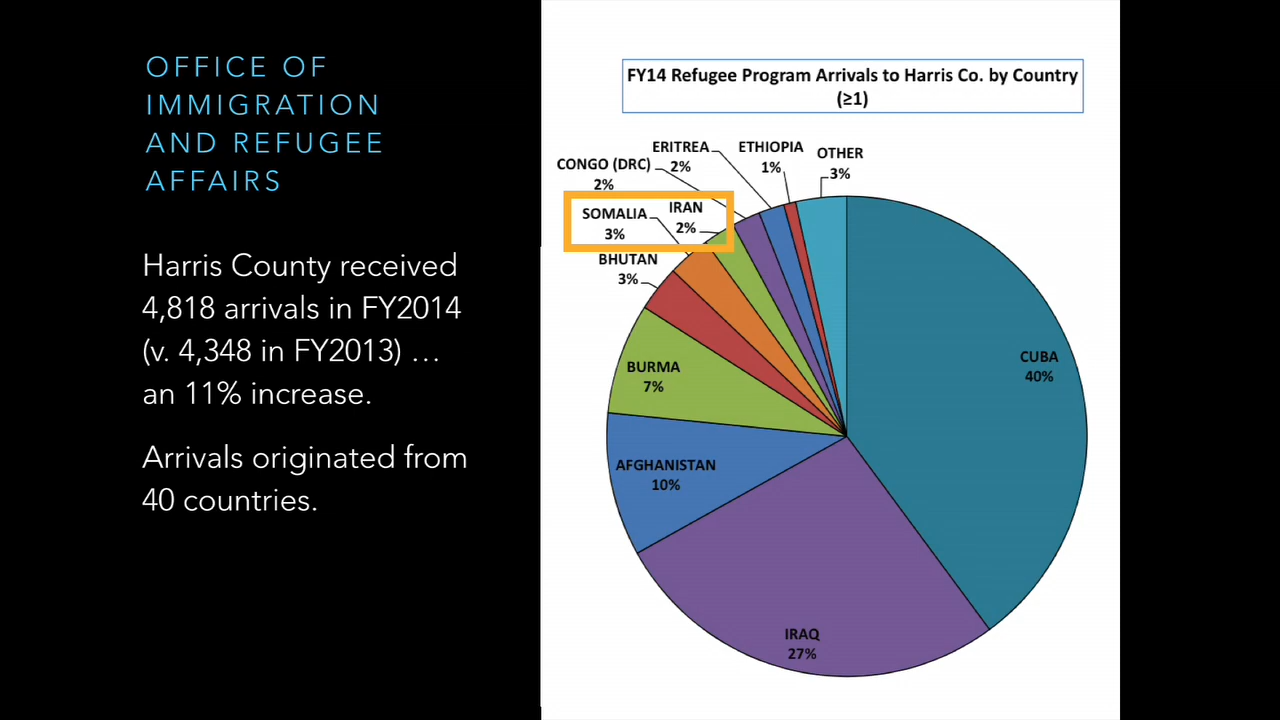 OFFICE OF
IMMIGRATION
AND REFUGEE
AFFAIRS
Harris County received
4,818 arrivals in FY2014
(v. 4,348 in FY2013) …
an 11% increase.
Arrivals originated from
40 countries.
FY14 Refugee Program Arrivals to Harris Co. by Country
(≥1)
ERITREA
2%
ETHIOPIA
1%
OTHER
3%
CONGO (DRC)
2%
SOMALIA
3%
IRAN
2%
BHUTAN
3%
BURMA
7%
CUBA
40%
AFGHANISTAN
10%
IRAQ
27%